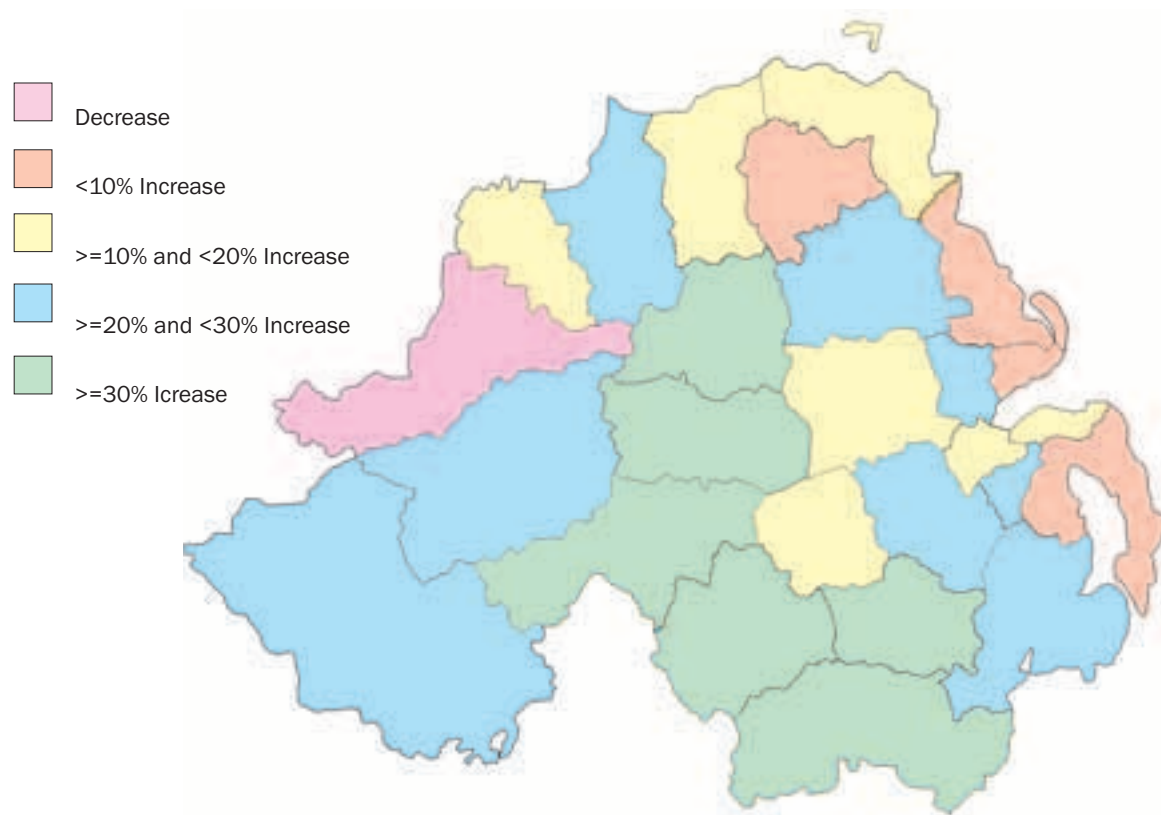 Decrease
<10% Increase
>=10% and <20% Increase
>=20% and <30% Increase
>=30% Icrease